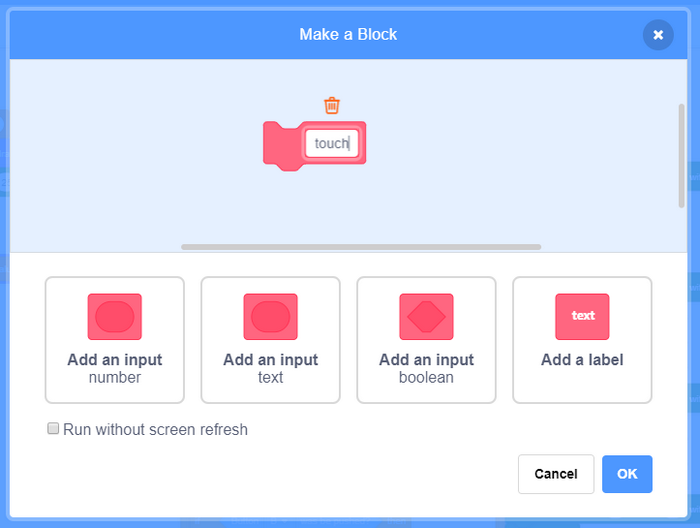 Make a Block
touch
text
Add an input
number
Add an input
text
Add an input
boolean
Add a label
Run without screen refresh
Cancel
OK